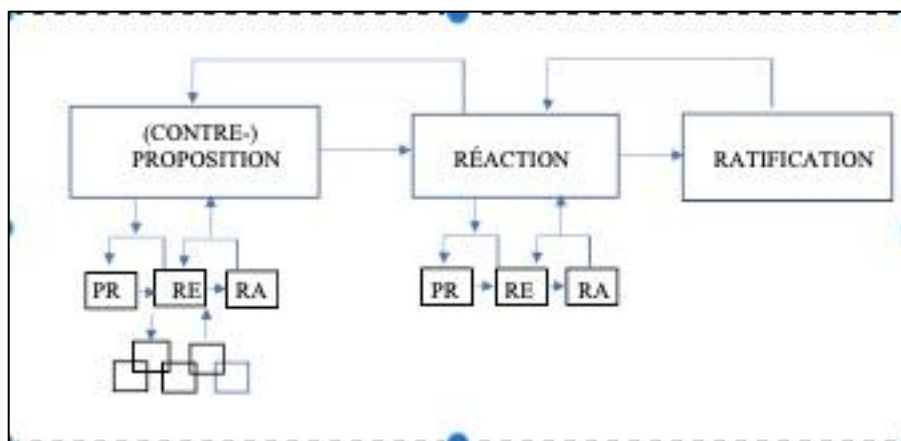 (CONTRE-)
PROPOSITION
RÉACTION
RATIFICATION
PR
RE
RA
PR
RE
RA